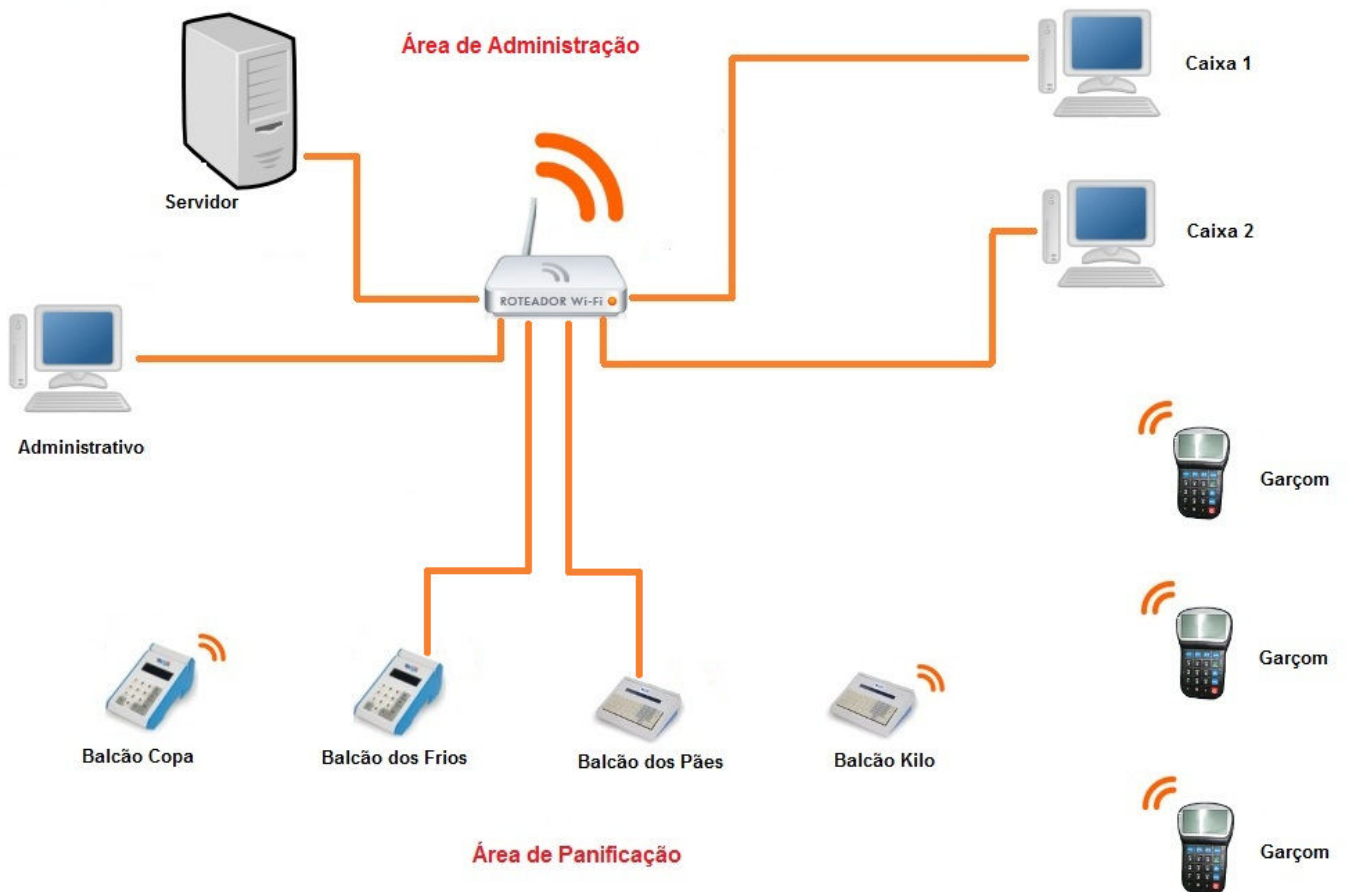 Área de Administração
Caixa 1
Servidor
Caixa 2
ROTEADOR Wi-Fi
Administrativo
Garçom
Garçom
Balcão Copa
Balcão dos Frios
Balcão dos Pães
Balcão Kilo
Área de Panificação
Garçom